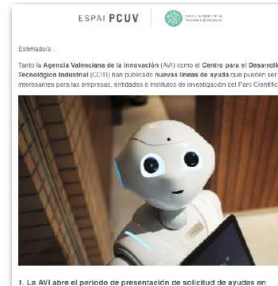 ESPAI PCUV
Estimado/a .
Tanto la Agencia Valenciana de la Innovación (AVI) como el Centro para el Desarrollo
Tecnológico Industrial (CDTI) han publicado nuevas líneas de ayuda que pueden ser
interesantes para las empresas, entidades e institutos de investigación del Parc Científic
1. La AVI abre el periodo de presentación de solicitud de ayudas en